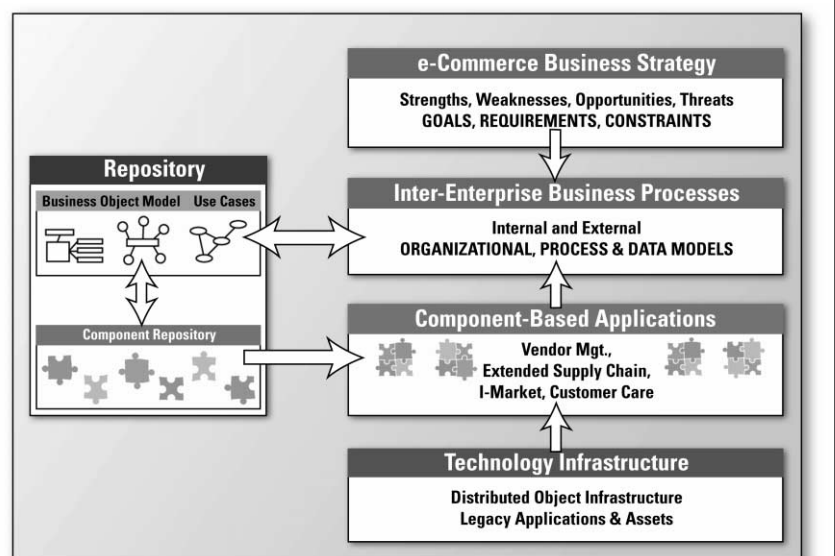 e-Commerce Business Strategy
Strengths, Weaknesses, Opportunities, Threats
GOALS, REQUIREMENTS, CONSTRAINTS
Repository
Business Object Model Use Cases
Component Repository
Inter-Enterprise Business Processes
Internal and External
ORGANIZATIONAL, PROCESS & DATA MODELS
Component-Based Applications
Vendor Mgt.,
Extended Supply Chain,
I-Market, Customer Care
Technology Infrastructure
Distributed Object Infrastructure
Legacy Applications & Assets